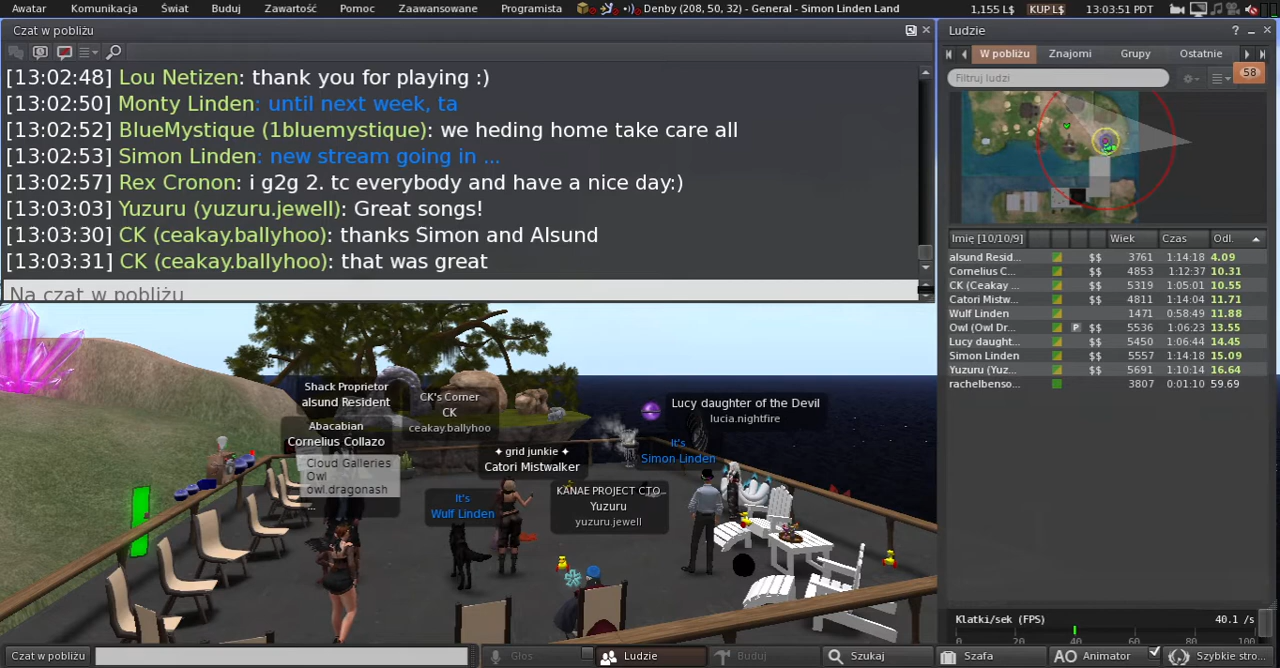 Awatar Komunikacja Świat Buduj Zawartość Pomoc Zaawansowane Programista Denby (208, 50, 32) - General - Simon Linden Land 1,155 L$ KUP L$ 13:03:51 PDT
Czat w pobliżu
[13:02:48] Lou Netizen: thank you for playing :)
[13:02:50] Monty Linden: until next week, ta
[13:02:52] BlueMystique (1bluemystique): we heding home take care all
[13:02:53] Simon Linden: new stream going in ...
[13:02:57] Rex Cronon: i g2g 2. tc everybody and have a nice day:)
[13:03:03] Yuzuru (yuzuru.jewell): Great songs!
[13:03:30] CK (ceakay.ballyhoo): thanks Simon and Alsund
[13:03:31] CK (ceakay.ballyhoo): that was great
Na czat w pobliżu
Ludzie ?
W pobliżu Znajomi Grupy Ostatnie
Filtruj ludzi
58
Imię [10/10/9] Wiek Czas Odl.
alsund Resid... $$ 3761 1:14:18 4.09
Cornelius C... $$ 4853 1:12:37 10.31
CK (Ceakay ... $$ 5319 1:05:01 10.55
Catori Mistw... $$ 4811 1:14:04 11.71
Wulf Linden 1471 0:58:49 11.88
Owl (Owl Dr... P $$ 5536 1:06:23 13.55
Lucy daught... $$ 5450 1:06:44 14.45
Simon Linden $$ 5557 1:14:18 15.09
Yuzuru (Yuz... $$ 5691 1:10:14 16.64
rachelbenso... 3807 0:01:10 59.69
Shack Proprietor
alsund Resident
CK's Corner
CK
ceakay.ballyhoo
Lucy daughter of the Devil
lucia.nightfire
Abacabian
Cornelius Collazo
It's
Simon Linden
✦ grid junkie ✦
Catori Mistwalker
Cloud Galleries
Owl
owl.dragonash
...
It's
Wulf Linden
KANAE PROJECT CTO...
Yuzuru
yuzuru.jewell
Klatki/sek (FPS) 40.1 /s
0 20 40 60 80 100
Czat w pobliżu Głos Ludzie Buduj Szukaj Szafa AO Animator Szybkie stro...